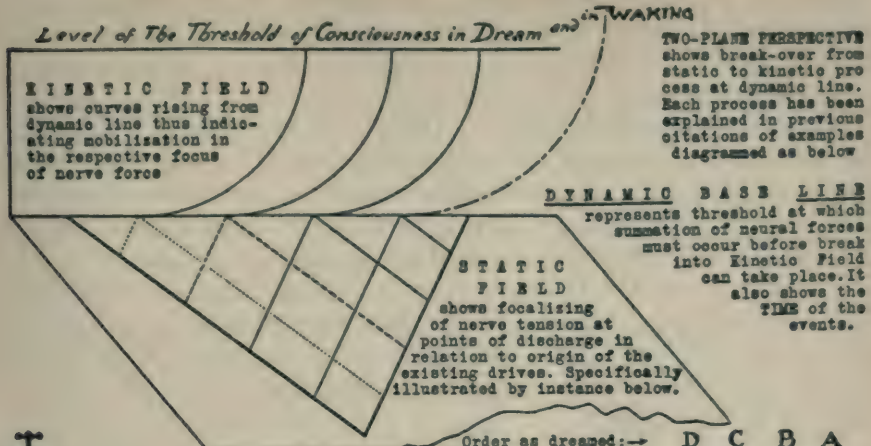 Level of The Threshold of Consciousness in Dream and in WAKING
KINETIC FIELD
shows curves rising from
dynamic line thus indic-
ating mobilization in
the respective focus
of nerve force
TWO-PLANE PERSPECTIVE
shows break-over from
static to kinetic pro
cess at dynamic line.
Each process has been
explained in previous
citations of examples
diagrammed as below
DYNAMIC BASE LINE
represents threshold at which
summation of neural forces
must occur before break
into Kinetic Field
can take place. It
also shows the
TIME of the
events.
STATIC
FIELD
shows focalizing
of nerve tension at
points of discharge in
relation to origin of the
existing drives. Specifically
illustrated by instance below.
Order as dreamed:→ D C B A